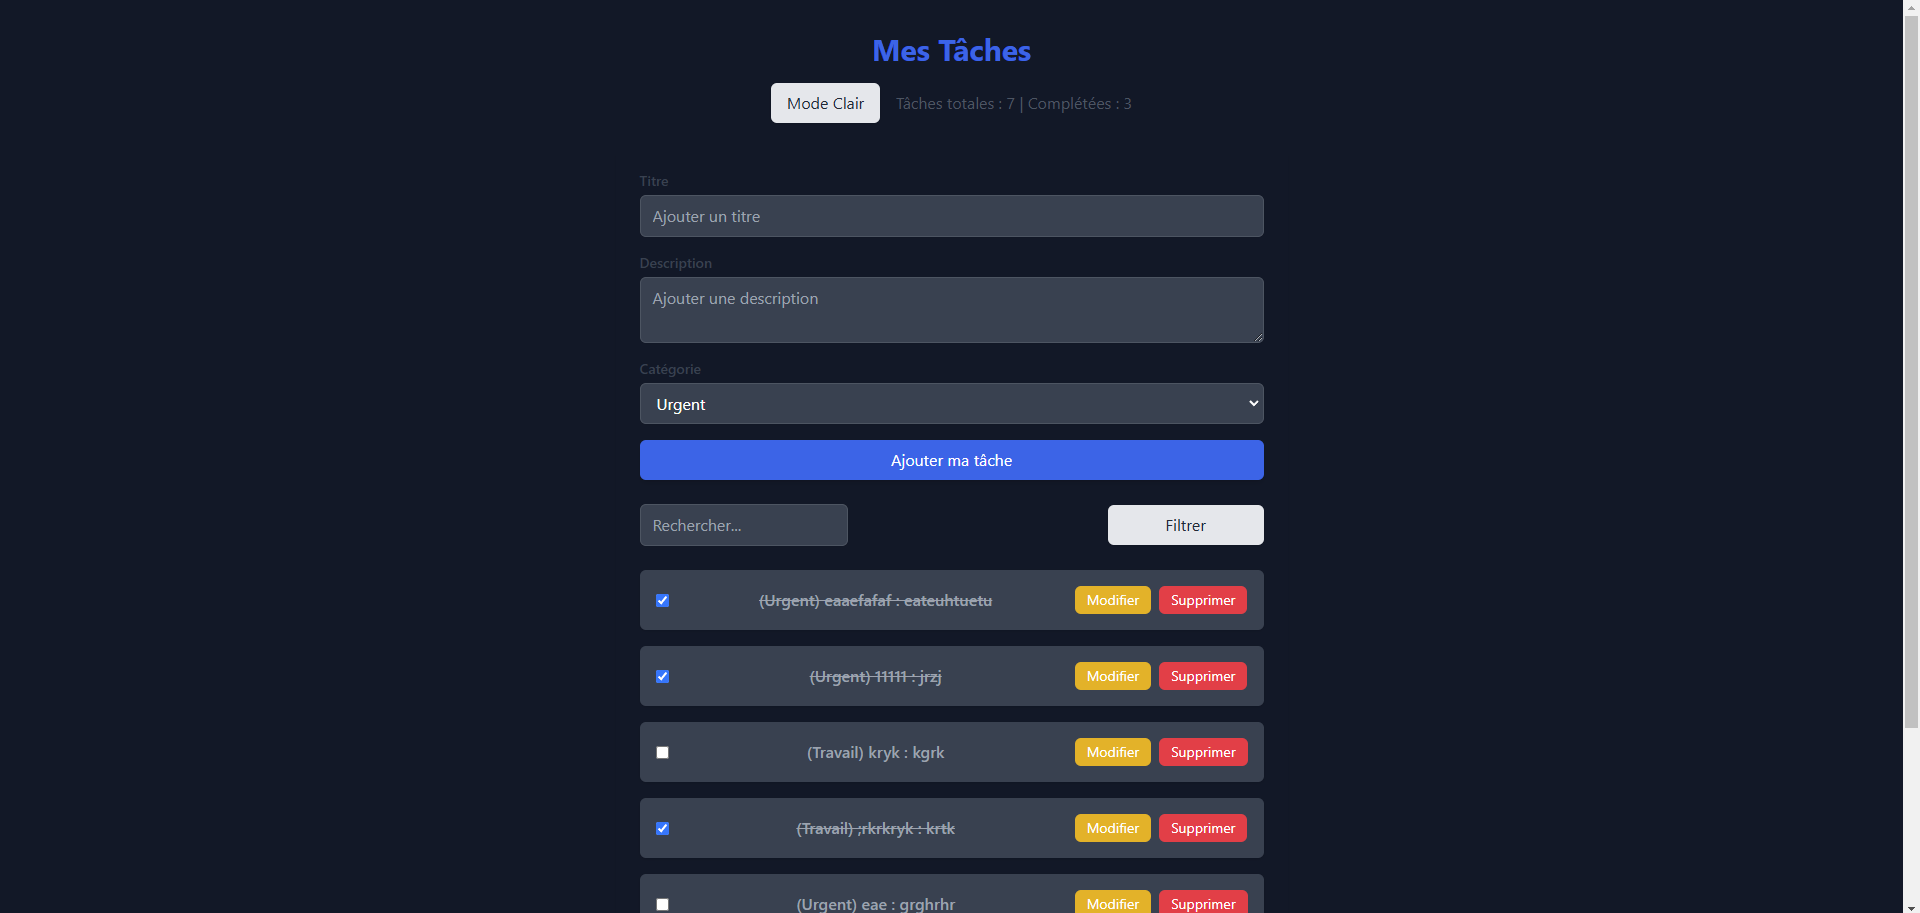 Mes Tâches
Mode Clair
Tâches totales : 7 | Complétées : 3
Titre
Ajouter un titre
Description
Ajouter une description
Catégorie
Urgent
Ajouter ma tâche
Rechercher...
Filtrer
(Urgent) eaaefafaf : eateuhtuetu Modifier Supprimer
(Urgent) 11111 : jrzj Modifier Supprimer
(Travail) kryk : kgrk Modifier Supprimer
(Travail) ;rkrkryk : krtk Modifier Supprimer
(Urgent) eae : grghrhr Modifier Supprimer